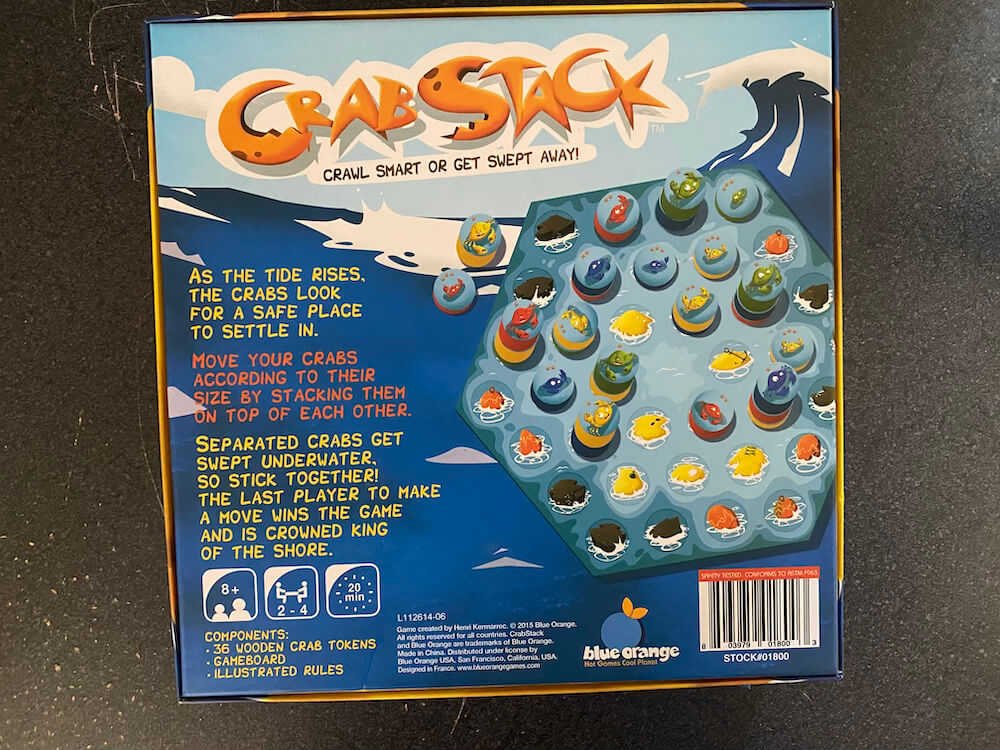 CRAB STACK
TM
CRAWL SMART OR GET SWEPT AWAY!
AS THE TIDE RISES,
THE CRABS LOOK
FOR A SAFE PLACE
TO SETTLE IN.
MOVE YOUR CRABS
ACCORDING TO THEIR
SIZE BY STACKING THEM
ON TOP OF EACH OTHER.
SEPARATED CRABS GET
SWEPT UNDERWATER,
SO STICK TOGETHER!
THE LAST PLAYER TO MAKE
A MOVE WINS THE GAME
AND IS CROWNED KING
OF THE SHORE.
8+
2 - 4
20
min
COMPONENTS:
· 36 WOODEN CRAB TOKENS
· GAMEBOARD
· ILLUSTRATED RULES
L112614-06
Game created by Henri Kermarrec. © 2015 Blue Orange.
All rights reserved for all countries. CrabStack
and Blue Orange are trademarks of Blue Orange.
Made in China. Distributed under license by
Blue Orange USA, San Francisco, California, USA.
Designed in France. www.blueorangegames.com
blue orange
Hot Games Cool Planet
SAFETY TESTED. CONFORMS TO ASTM F963
8 03979 01800 3
STOCK#01800